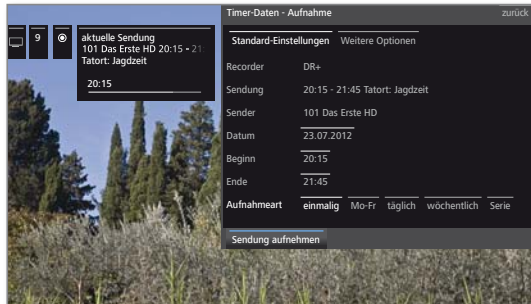 9
aktuelle Sendung
101 Das Erste HD 20:15 - 21:
Tatort: Jagdzeit
20:15
Timer-Daten - Aufnahme
zurück
Standard-Einstellungen
Weitere Optionen
Recorder DR+
Sendung 20:15 - 21:45 Tatort: Jagdzeit
Sender 101 Das Erste HD
Datum 23.07.2012
Beginn 20:15
Ende 21:45
Aufnahmeart einmalig Mo-Fr täglich wöchentlich Serie
Sendung aufnehmen